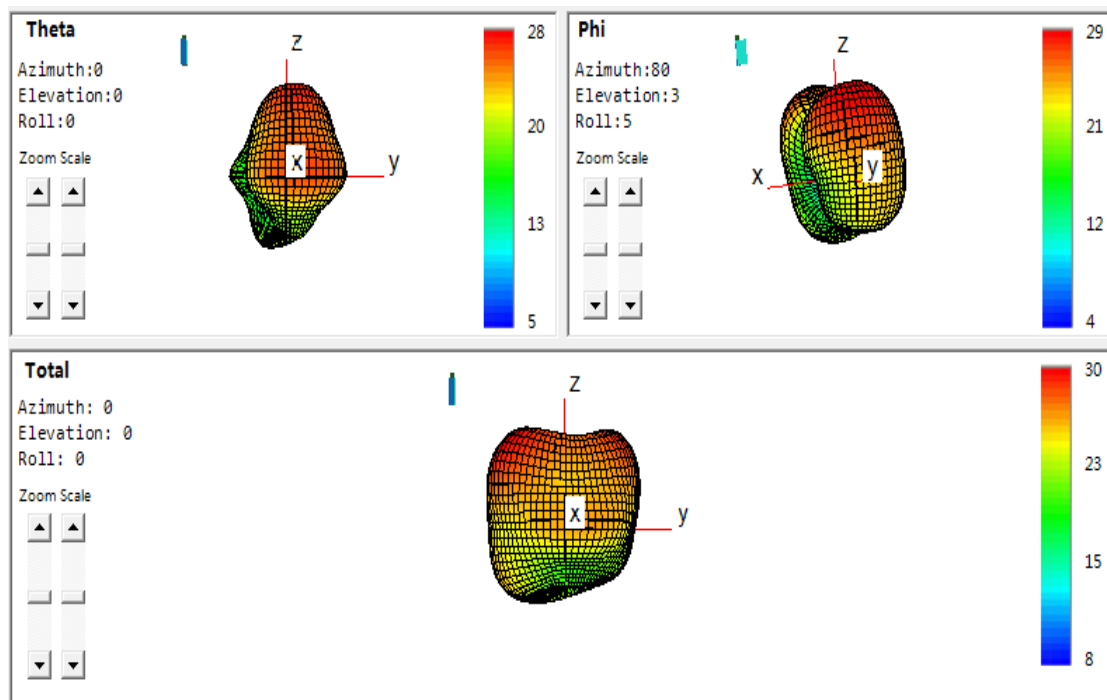 Theta
Azimuth:0
Elevation:0
Roll:0
Zoom Scale
z
x
y
28
20
13
5
Phi
Azimuth:80
Elevation:3
Roll:5
Zoom Scale
z
x
y
29
21
12
4
Total
Azimuth: 0
Elevation: 0
Roll: 0
Zoom Scale
z
x
y
30
23
15
8